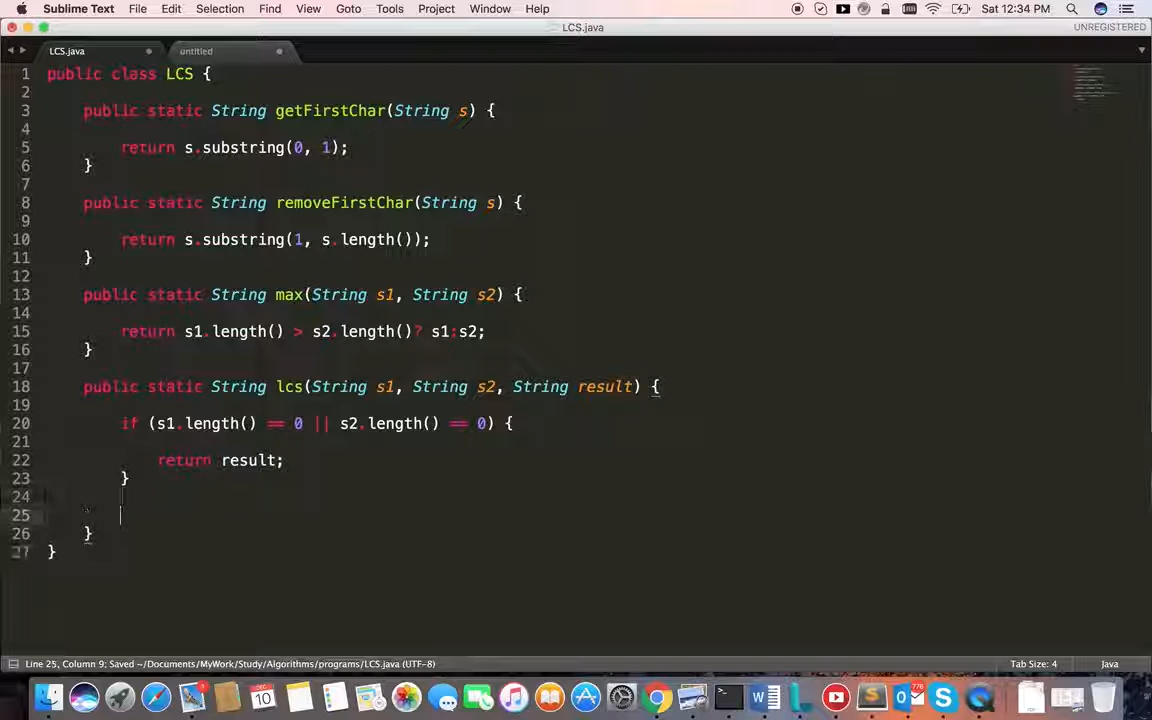 Sublime Text File Edit Selection Find View Goto Tools Project Window Help Sat 12:34 PM
LCS.java UNREGISTERED
LCS.java untitled
1 public class LCS {
2
3 public static String getFirstChar(String s) {
4
5 return s.substring(0, 1);
6 }
7
8 public static String removeFirstChar(String s) {
9
10 return s.substring(1, s.length());
11 }
12
13 public static String max(String s1, String s2) {
14
15 return s1.length() > s2.length()? s1:s2;
16 }
17
18 public static String lcs(String s1, String s2, String result) {
19
20 if (s1.length() == 0 || s2.length() == 0) {
21
22 return result;
23 }
24
25
26 }
27 }
Line 25, Column 9; Saved ~/Documents/MyWork/Study/Algorithms/programs/LCS.java (UTF-8) Tab Size: 4 Java